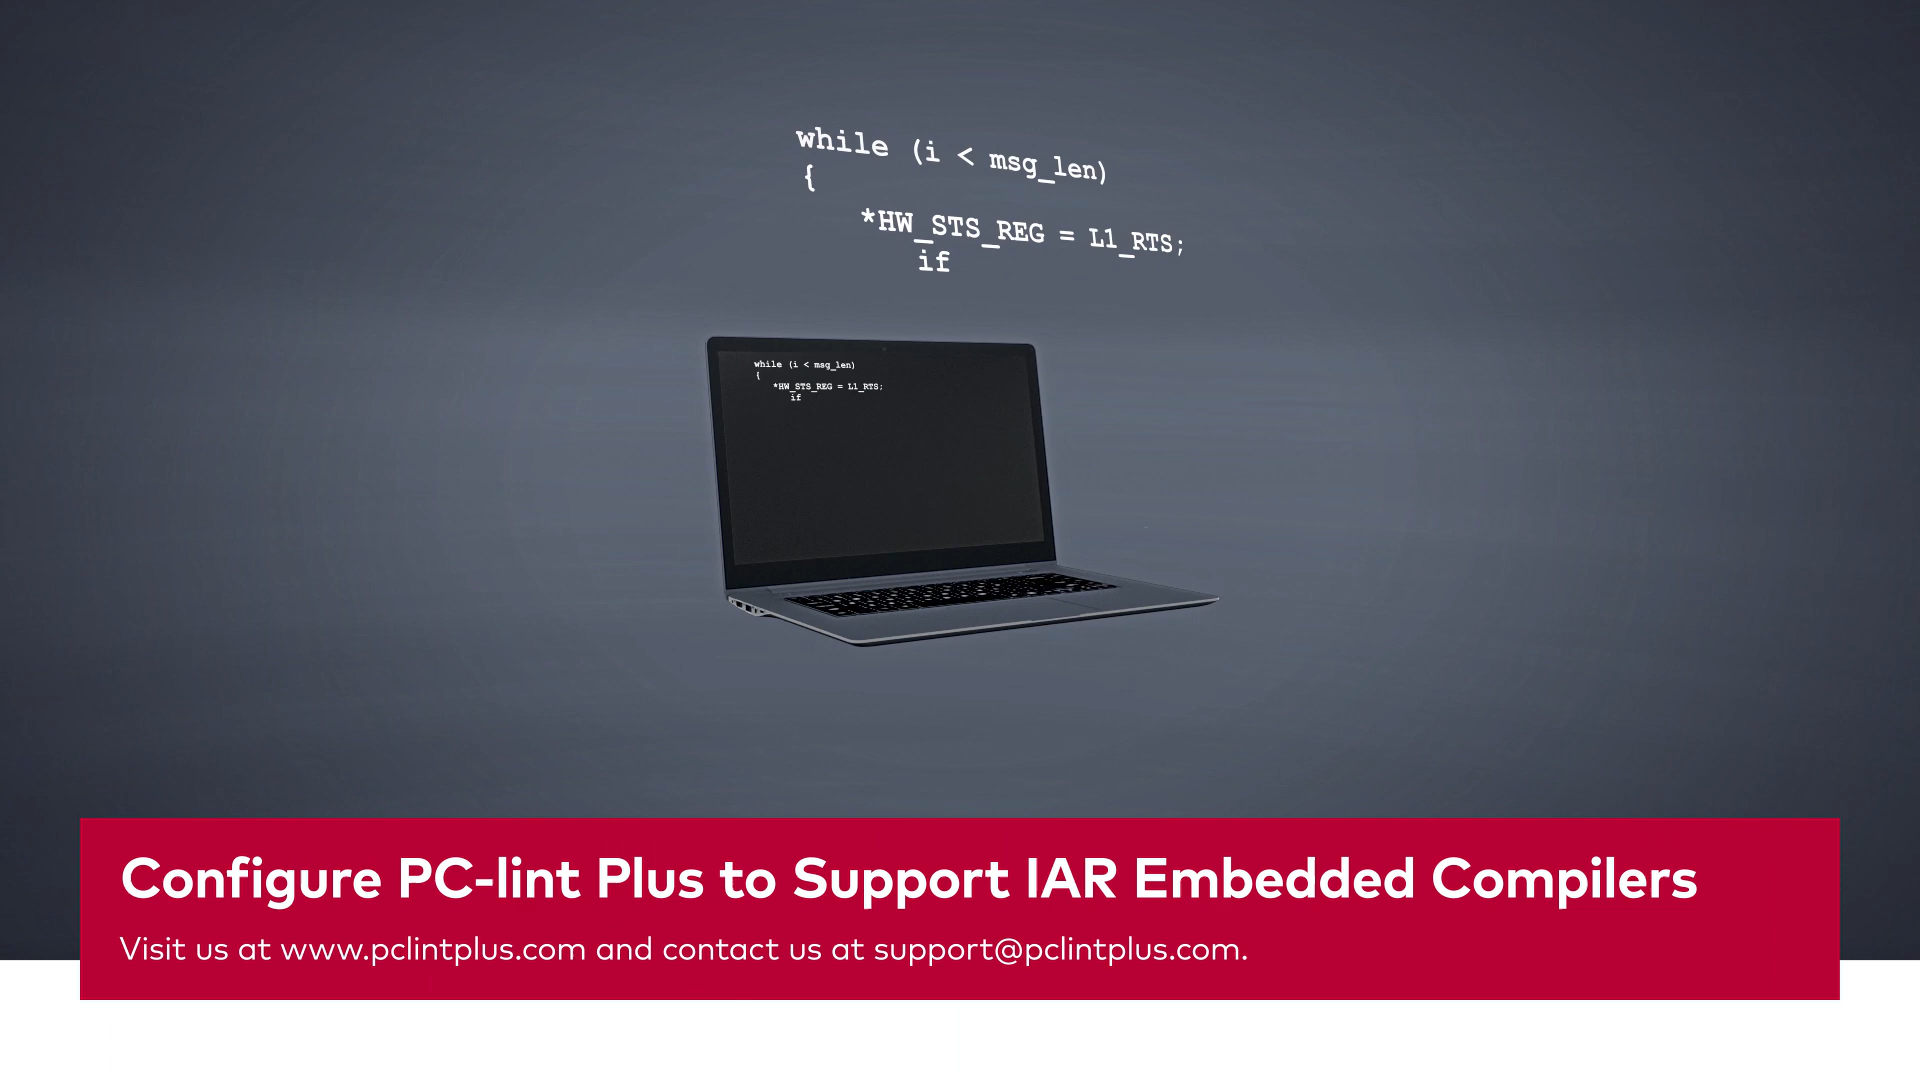 while (i < msg_len)
{
*HW_STS_REG = L1_RTS;
if
while (i < msg_len)
{
*HW_STS_REG = L1_RTS;
if
Configure PC-lint Plus to Support IAR Embedded Compilers
Visit us at www.pclintplus.com and contact us at support@pclintplus.com.